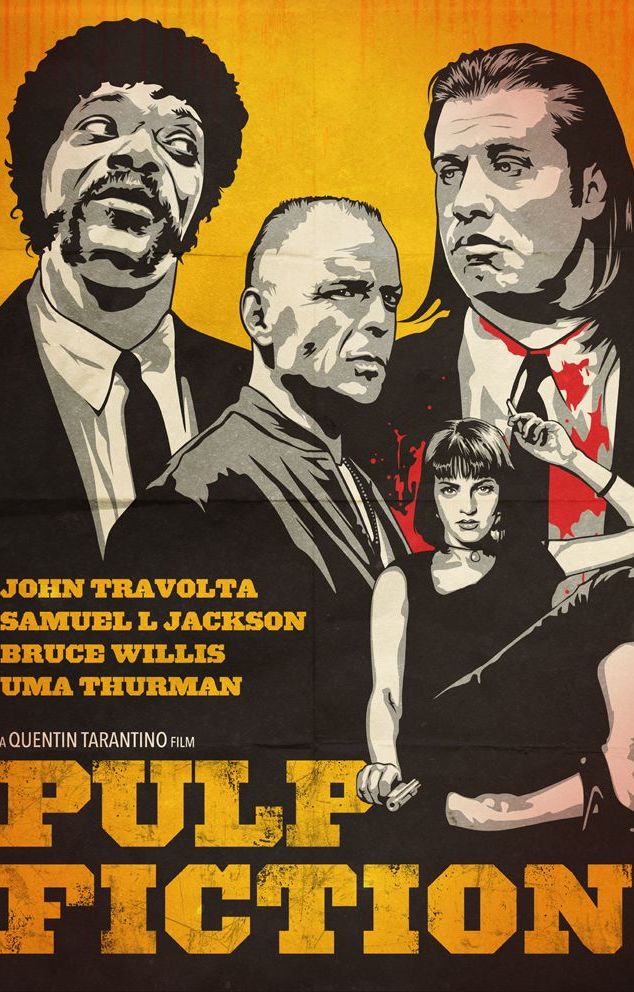 JOHN TRAVOLTA
SAMUEL L JACKSON
BRUCE WILLIS
UMA THURMAN
A QUENTIN TARANTINO FILM
PULP
FICTION